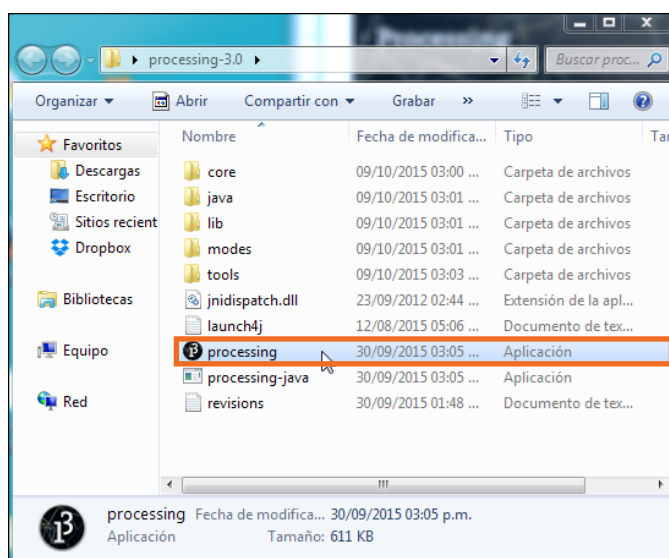 processing-3.0
Buscar proc...
Organizar Abrir Compartir con Grabar »
Nombre Fecha de modifica... Tipo
Favoritos
Descargas
Escritorio
Sitios recient
Dropbox
Bibliotecas
Equipo
Red
core 09/10/2015 03:00 ... Carpeta de archivos
java 09/10/2015 03:01 ... Carpeta de archivos
lib 09/10/2015 03:01 ... Carpeta de archivos
modes 09/10/2015 03:01 ... Carpeta de archivos
tools 09/10/2015 03:03 ... Carpeta de archivos
jnidispatch.dll 23/09/2012 02:44 ... Extensión de la apl...
launch4j 12/08/2015 05:06 ... Documento de tex...
processing 30/09/2015 03:05 ... Aplicación
processing-java 30/09/2015 03:05 ... Aplicación
revisions 30/09/2015 01:48 ... Documento de tex...
processing Fecha de modifica... 30/09/2015 03:05 p.m.
Aplicación Tamaño: 611 KB